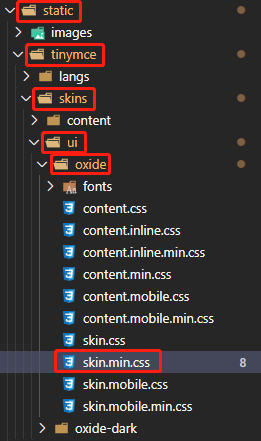 static
images
tinymce
langs
skins
content
ui
oxide
fonts
content.css
content.inline.css
content.inline.min.css
content.min.css
content.mobile.css
content.mobile.min.css
skin.css
skin.min.css 8
skin.mobile.css
skin.mobile.min.css
oxide-dark